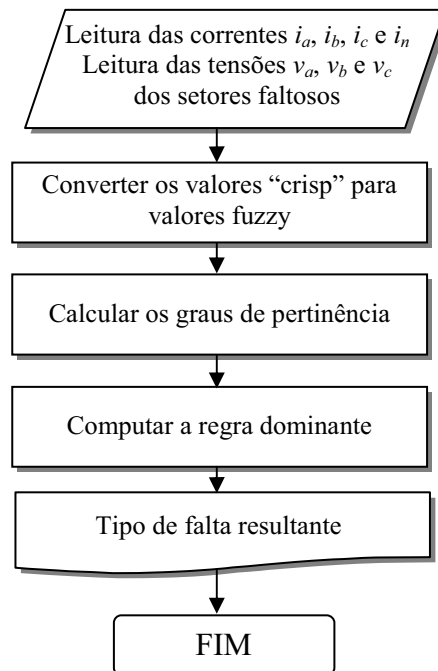 Leitura das correntes ia, ib, ic e in
Leitura das tensões va, vb e vc
dos setores faltosos
Converter os valores “crisp” para
valores fuzzy
Calcular os graus de pertinência
Computar a regra dominante
Tipo de falta resultante
FIM